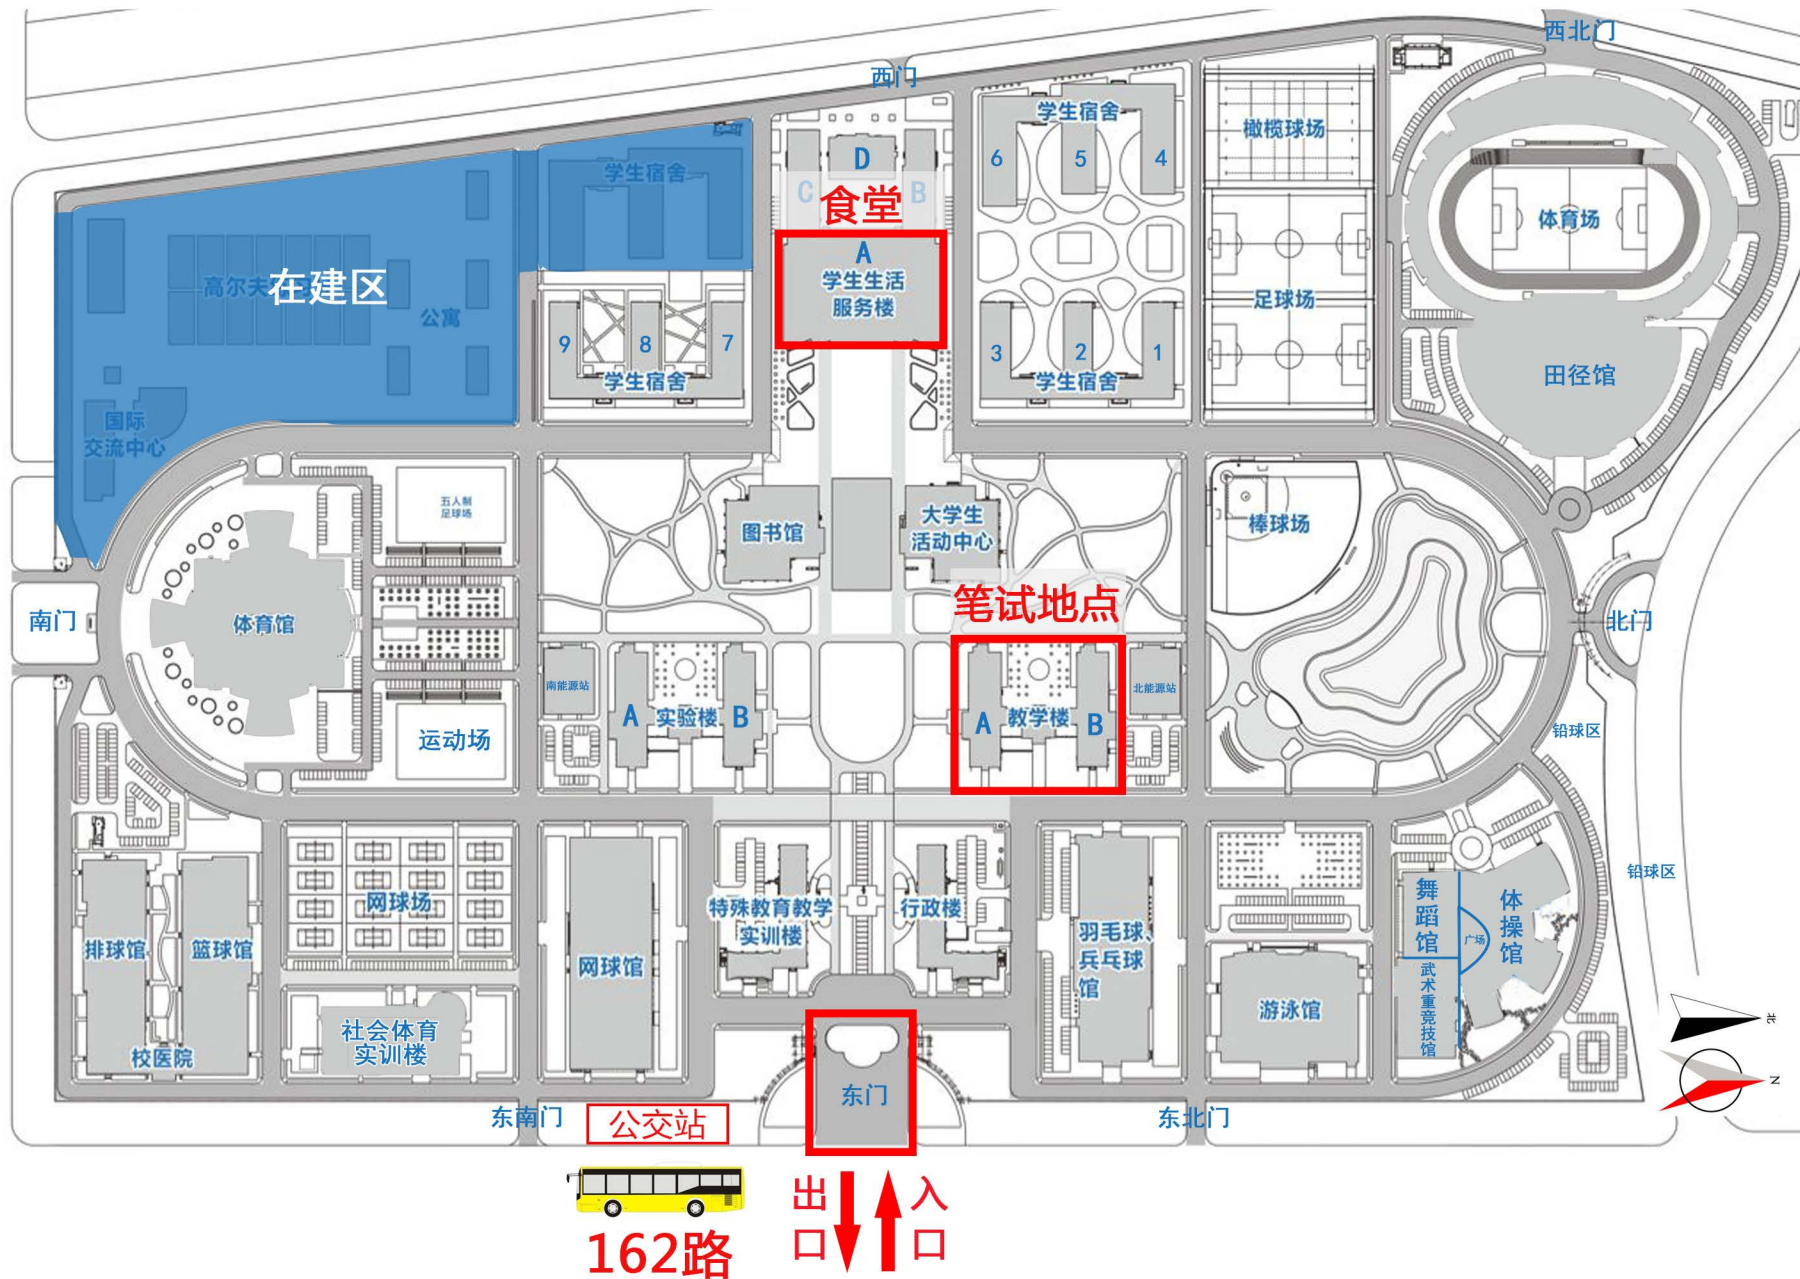 西北门
西门
学生宿舍
橄榄球场
6
5
4
D
C
B
食堂
学生宿舍
体育场
A
学生生活
服务楼
在建区
高尔夫
公寓
足球场
9
8
7
学生宿舍
3
2
1
学生宿舍
田径馆
国际
交流中心
五人制
足球场
图书馆
大学生
活动中心
棒球场
笔试地点
南门
体育馆
北门
南能源站
A
实验楼
B
A
教学楼
B
北能源站
运动场
铅球区
铅球区
网球场
特殊教育教学
实训楼
行政楼
舞蹈馆
体操馆
广场
排球馆
篮球馆
网球馆
羽毛球、
乒乓球
馆
武术重竞技馆
游泳馆
社会体育
实训楼
校医院
北
N
东门
东南门
公交站
东北门
出口
入口
162路